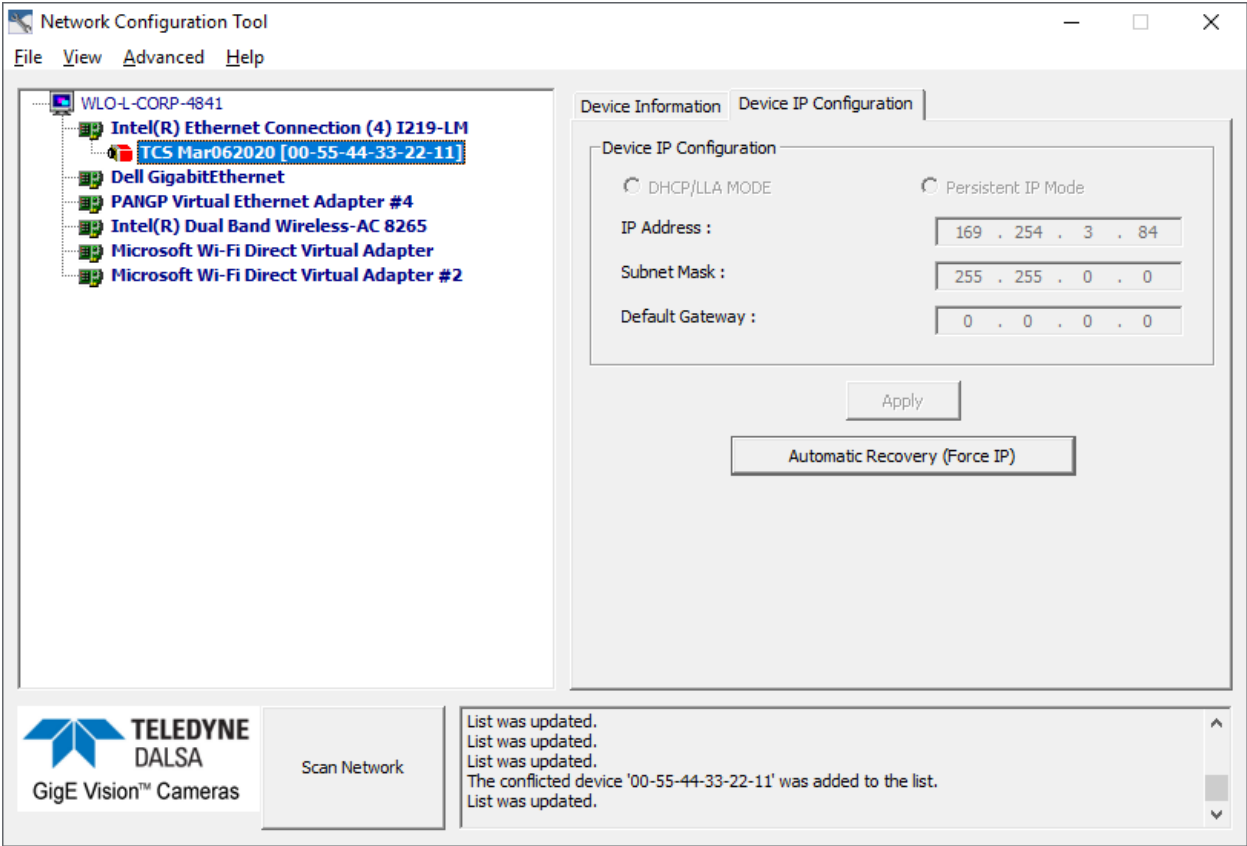 Network Configuration Tool
File View Advanced Help
WLO-L-CORP-4841
Intel(R) Ethernet Connection (4) I219-LM
TCS Mar062020 [00-55-44-33-22-11]
Dell GigabitEthernet
PANGP Virtual Ethernet Adapter #4
Intel(R) Dual Band Wireless-AC 8265
Microsoft Wi-Fi Direct Virtual Adapter
Microsoft Wi-Fi Direct Virtual Adapter #2
Device Information Device IP Configuration
Device IP Configuration
DHCP/LLA MODE Persistent IP Mode
IP Address : 169 . 254 . 3 . 84
Subnet Mask : 255 . 255 . 0 . 0
Default Gateway : 0 . 0 . 0 . 0
Apply
Automatic Recovery (Force IP)
TELEDYNE
DALSA
GigE Vision™ Cameras
Scan Network
List was updated.
List was updated.
List was updated.
The conflicted device '00-55-44-33-22-11' was added to the list.
List was updated.